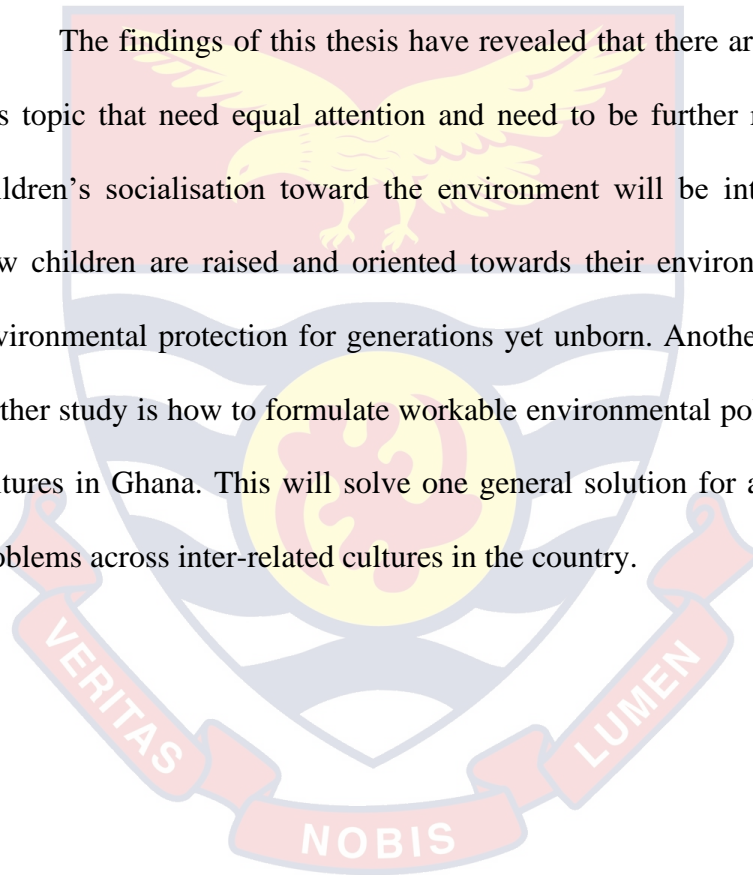 The findings of this thesis have revealed that there ar
s topic that need equal attention and need to be further
ildren's socialisation toward the environment will be int
w children are raised and oriented towards their environ
vironmental protection for generations yet unborn. Anothe
ther study is how to formulate workable environmental po
tures in Ghana. This will solve one general solution for a
oblems across inter-related cultures in the country.
VERITAS
NOBIS
LUMEN